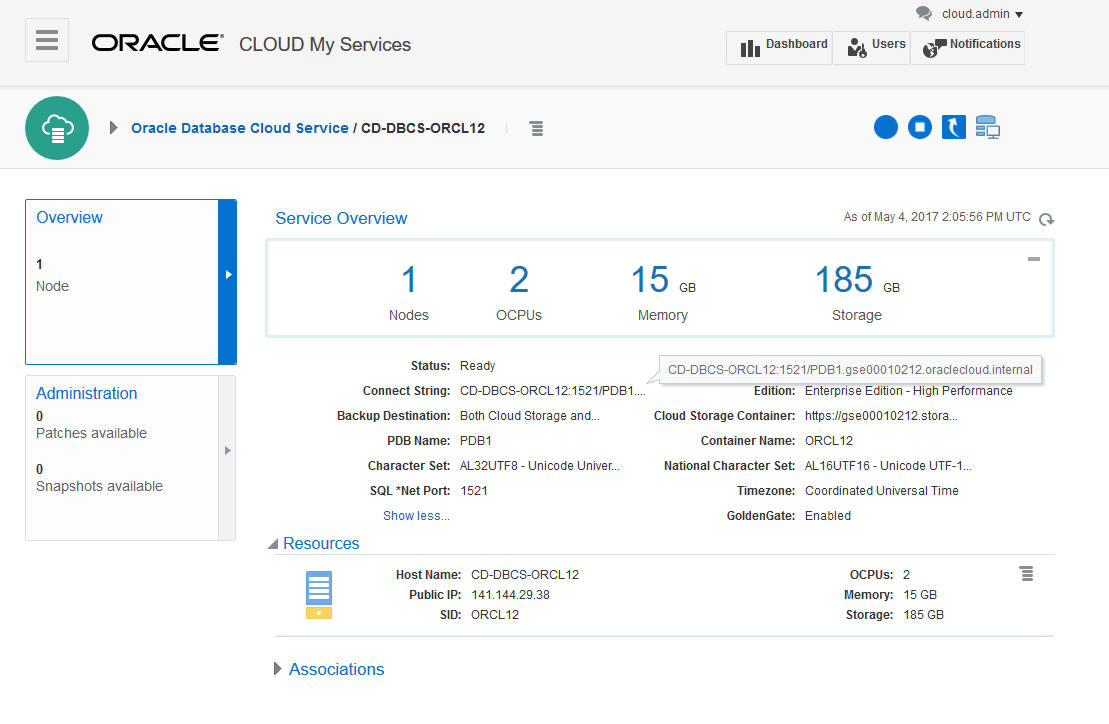 cloud.admin
ORACLE® CLOUD My Services
Dashboard Users Notifications
Oracle Database Cloud Service / CD-DBCS-ORCL12
Overview
1
Node
Administration
0
Patches available
0
Snapshots available
Service Overview As of May 4, 2017 2:05:56 PM UTC
1 2 15 GB 185 GB
Nodes OCPUs Memory Storage
Status: Ready
CD-DBCS-ORCL12:1521/PDB1.gse00010212.oraclecloud.internal
Connect String: CD-DBCS-ORCL12:1521/PDB1.... Edition: Enterprise Edition - High Performance
Backup Destination: Both Cloud Storage and... Cloud Storage Container: https://gse00010212.stora...
PDB Name: PDB1 Container Name: ORCL12
Character Set: AL32UTF8 - Unicode Univer... National Character Set: AL16UTF16 - Unicode UTF-1...
SQL *Net Port: 1521 Timezone: Coordinated Universal Time
Show less... GoldenGate: Enabled
Resources
Host Name: CD-DBCS-ORCL12 OCPUs: 2
Public IP: 141.144.29.38 Memory: 15 GB
SID: ORCL12 Storage: 185 GB
Associations